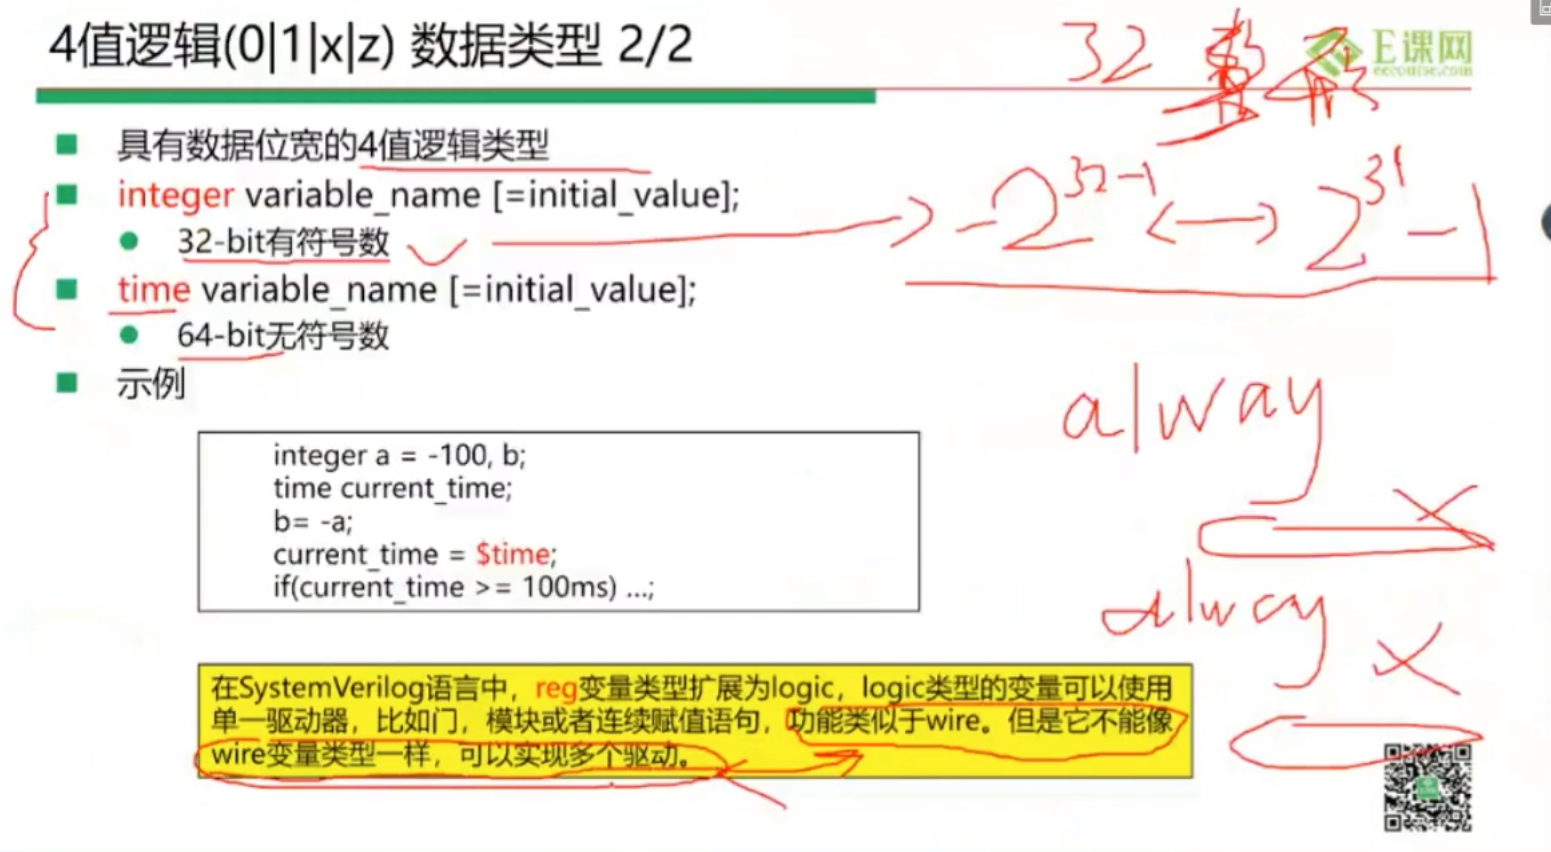 4值逻辑(0|1|x|z) 数据类型 2/2
E课网
eecourse.com
32
具有数据位宽的4值逻辑类型
integer variable_name [=initial_value];
32-bit有符号数
-2^32-1 <—> 2^31-1
time variable_name [=initial_value];
64-bit无符号数
示例
integer a = -100, b;
time current_time;
b= -a;
current_time = $time;
if(current_time >= 100ms) ...;
alway
x
alway
x
在SystemVerilog语言中，reg变量类型扩展为logic，logic类型的变量可以使用
单一驱动器，比如门，模块或者连续赋值语句，功能类似于wire。但是它不能像
wire变量类型一样，可以实现多个驱动。